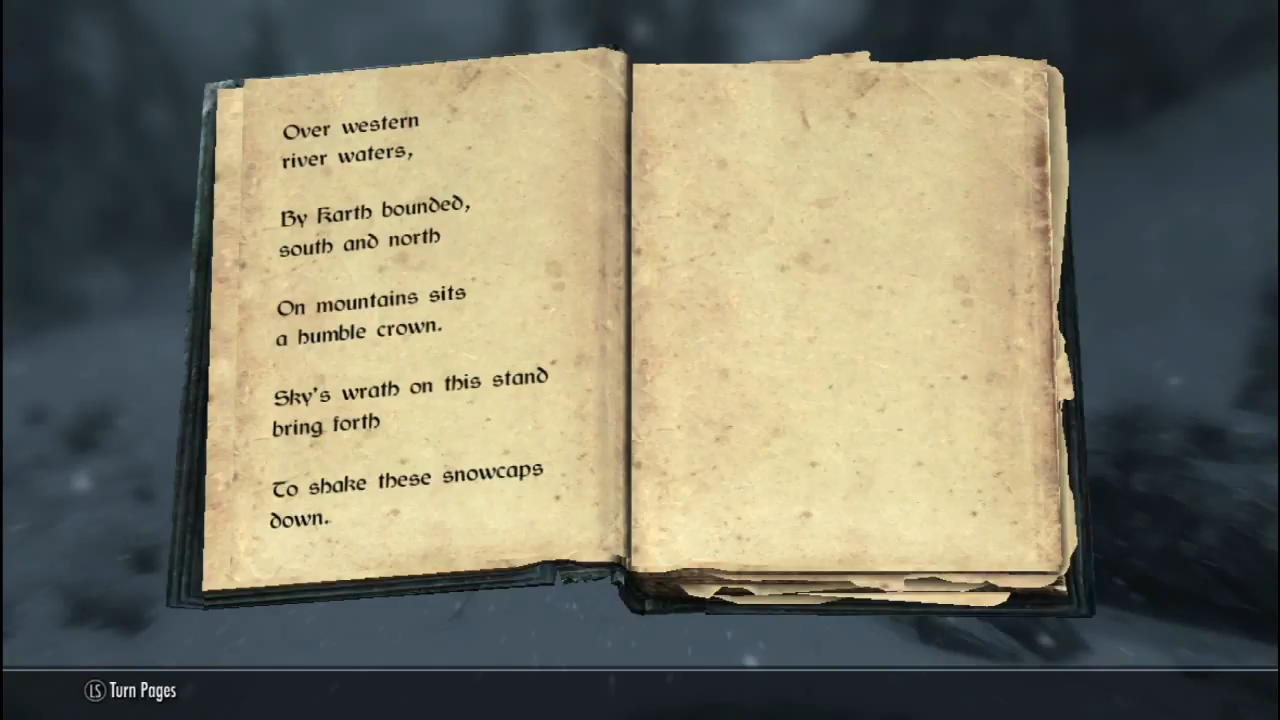 Over western
river waters,
By Karth bounded,
south and north
On mountains sits
a humble crown.
Sky's wrath on this stand
bring forth
To shake these snowcaps
down.
LS Turn Pages